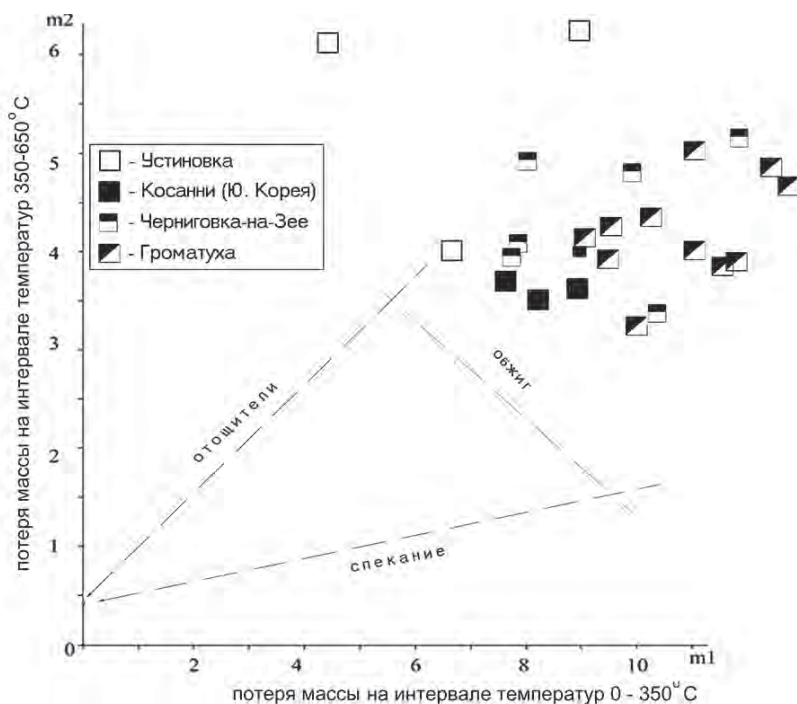 m2
6
5
4
3
2
1
0
потеря массы на интервале температур 350-650°С
- Устиновка
- Косанни (Ю. Корея)
- Черниговка-на-Зее
- Громатуха
отощители
обжиг
спекание
2
4
6
8
10
m1
потеря массы на интервале температур 0 - 350°С